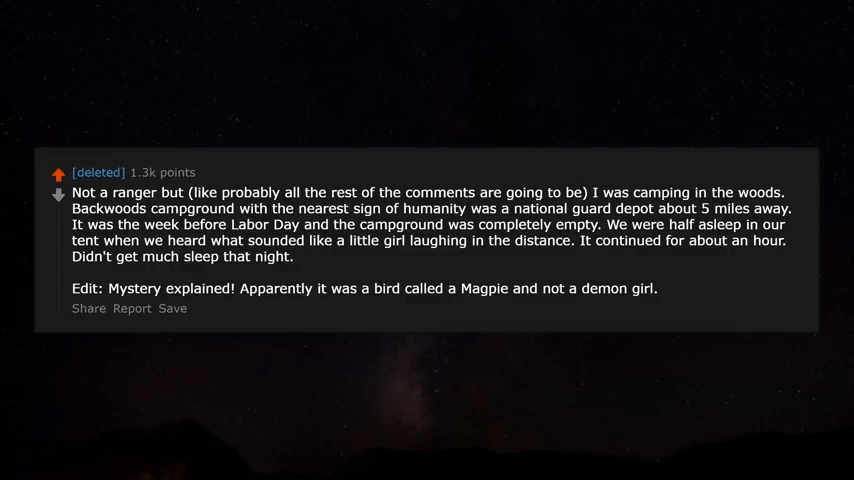 [deleted] 1.3k points
Not a ranger but (like probably all the rest of the comments are going to be) I was camping in the woods.
Backwoods campground with the nearest sign of humanity was a national guard depot about 5 miles away.
It was the week before Labor Day and the campground was completely empty. We were half asleep in our
tent when we heard what sounded like a little girl laughing in the distance. It continued for about an hour.
Didn't get much sleep that night.
Edit: Mystery explained! Apparently it was a bird called a Magpie and not a demon girl.
Share Report Save